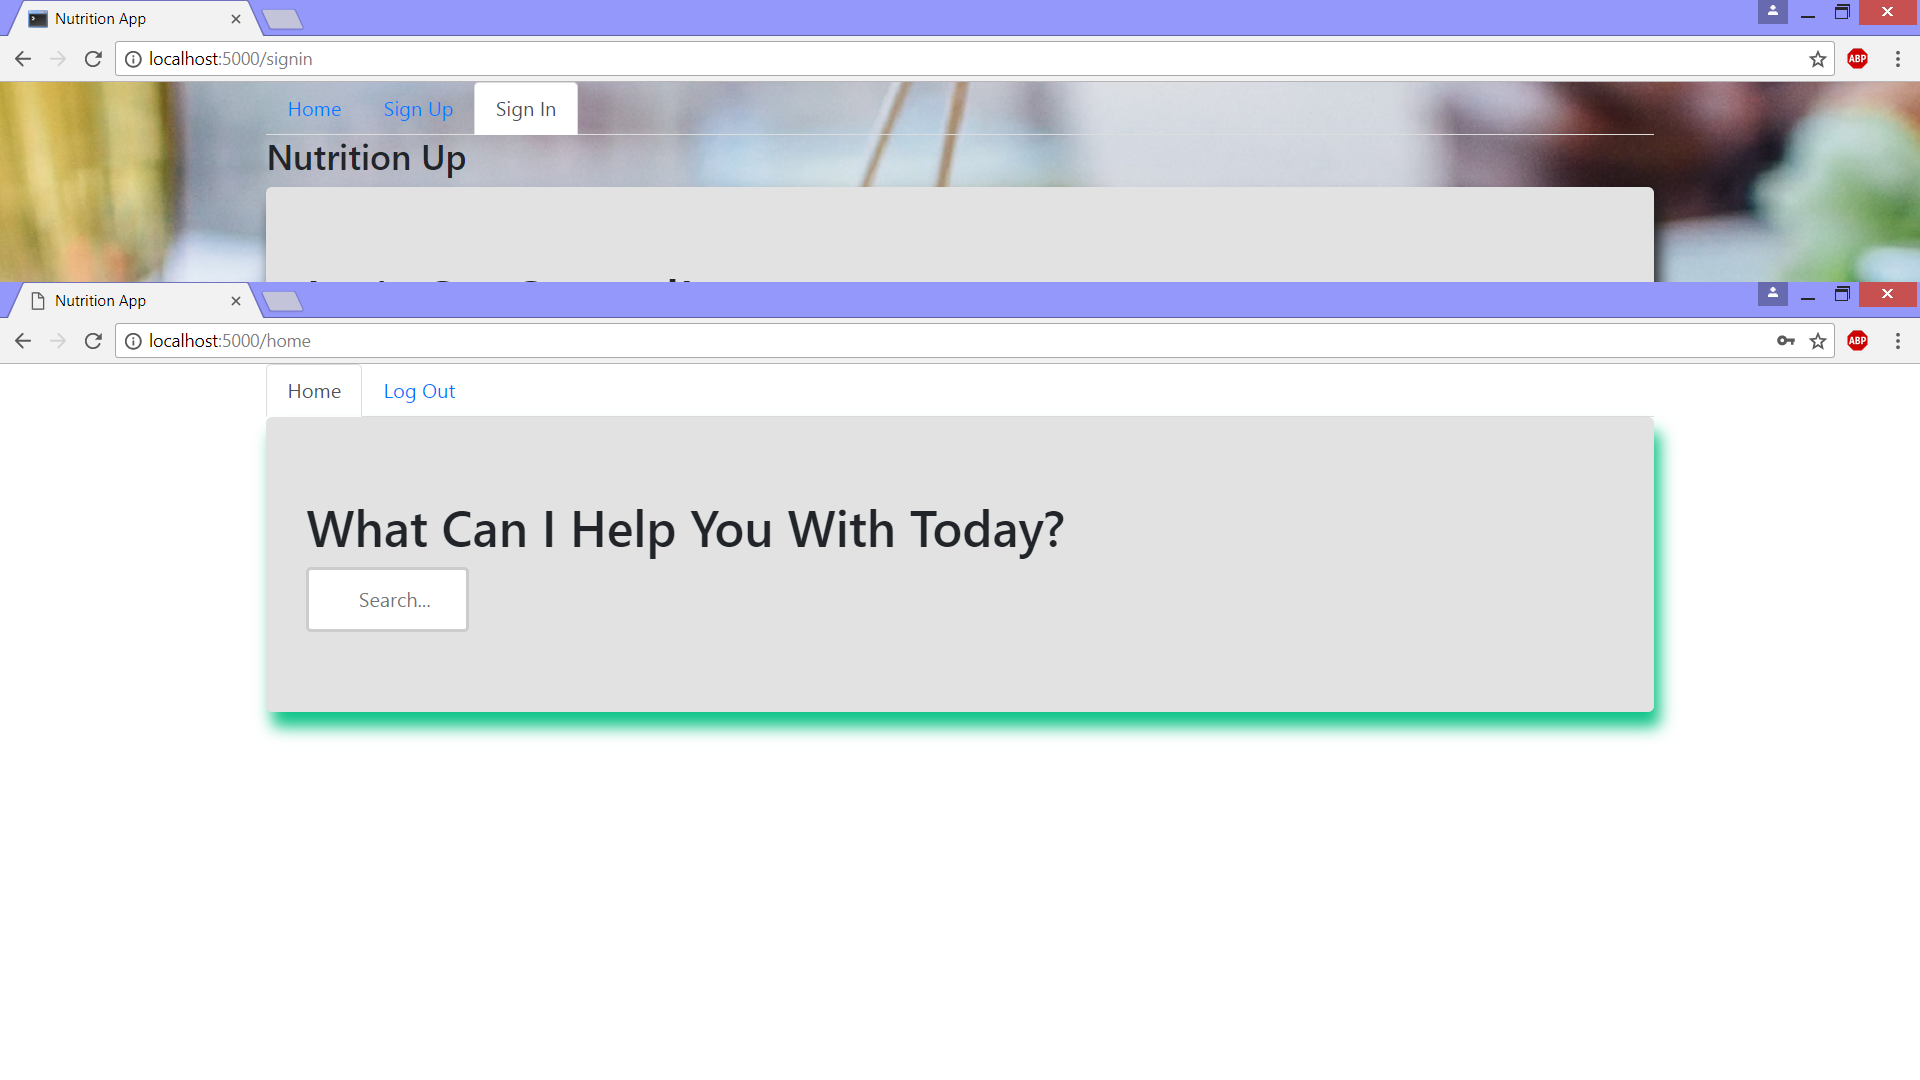 Nutrition App
localhost:5000/signin
ABP
Home Sign Up Sign In
Nutrition Up
Nutrition App
localhost:5000/home
ABP
Home Log Out
What Can I Help You With Today?
Search...